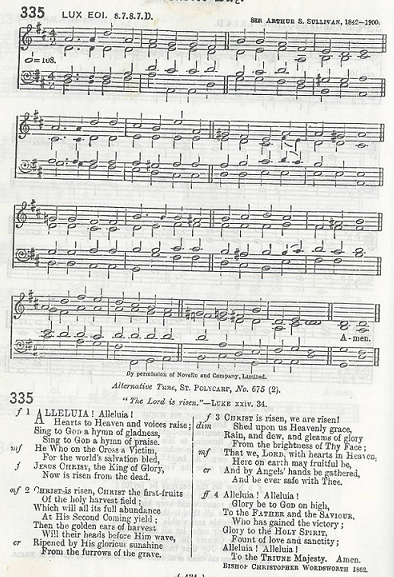 335 LUX EOI. 8.7.8.7.D. SIR ARTHUR S. SULLIVAN, 1842–1900.
=108.
A-men.
By permission of Novello and Company, Limited.
Alternative Tune, ST. POLYCARP, No. 675 (2).
335 "The Lord is risen."—LUKE xxiv. 34.
f 1 ALLELUIA! Alleluia!
Hearts to Heaven and voices raise;
Sing to God a hymn of gladness,
Sing to God a hymn of praise.
mf He Who on the Cross a Victim,
For the world's salvation bled,
f JESUS CHRIST, the King of Glory,
Now is risen from the dead.
mf 2 CHRIST is risen, CHRIST the first-fruits
Of the holy harvest field;
Which will all its full abundance
At His Second Coming yield;
Then the golden ears of harvest
Will their heads before Him wave,
cr Ripened by His glorious sunshine
From the furrows of the grave.
f 3 CHRIST is risen, we are risen!
dim Shed upon us Heavenly grace,
Rain, and dew, and gleams of glory
From the brightness of Thy Face;
mf That we, LORD, with hearts in Heaven,
Here on earth may fruitful be,
cr And by Angels' hands be gathered,
And be ever safe with Thee.
ff 4 Alleluia! Alleluia!
Glory be to GOD on high,
To the FATHER and the SAVIOUR,
Who has gained the victory;
Glory to the HOLY SPIRIT,
Fount of love and sanctity;
Alleluia! Alleluia!
To the TRIUNE Majesty. Amen.
BISHOP CHRISTOPHER WORDSWORTH 1862.